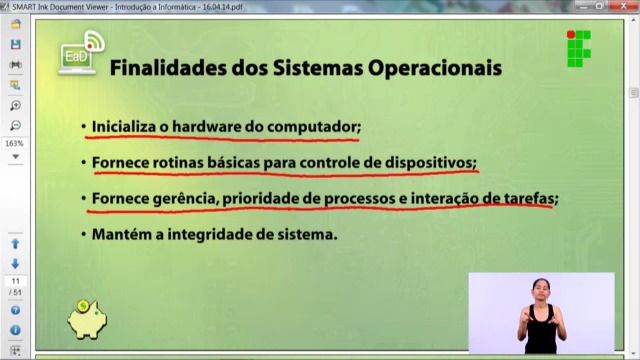 SMART Ink Document Viewer - Introdução a Informática - 16.04.14.pdf
EaD
Finalidades dos Sistemas Operacionais
• Inicializa o hardware do computador;
• Fornece rotinas básicas para controle de dispositivos;
• Fornece gerência, prioridade de processos e interação de tarefas;
• Mantém a integridade de sistema.
163%
11
/ 51